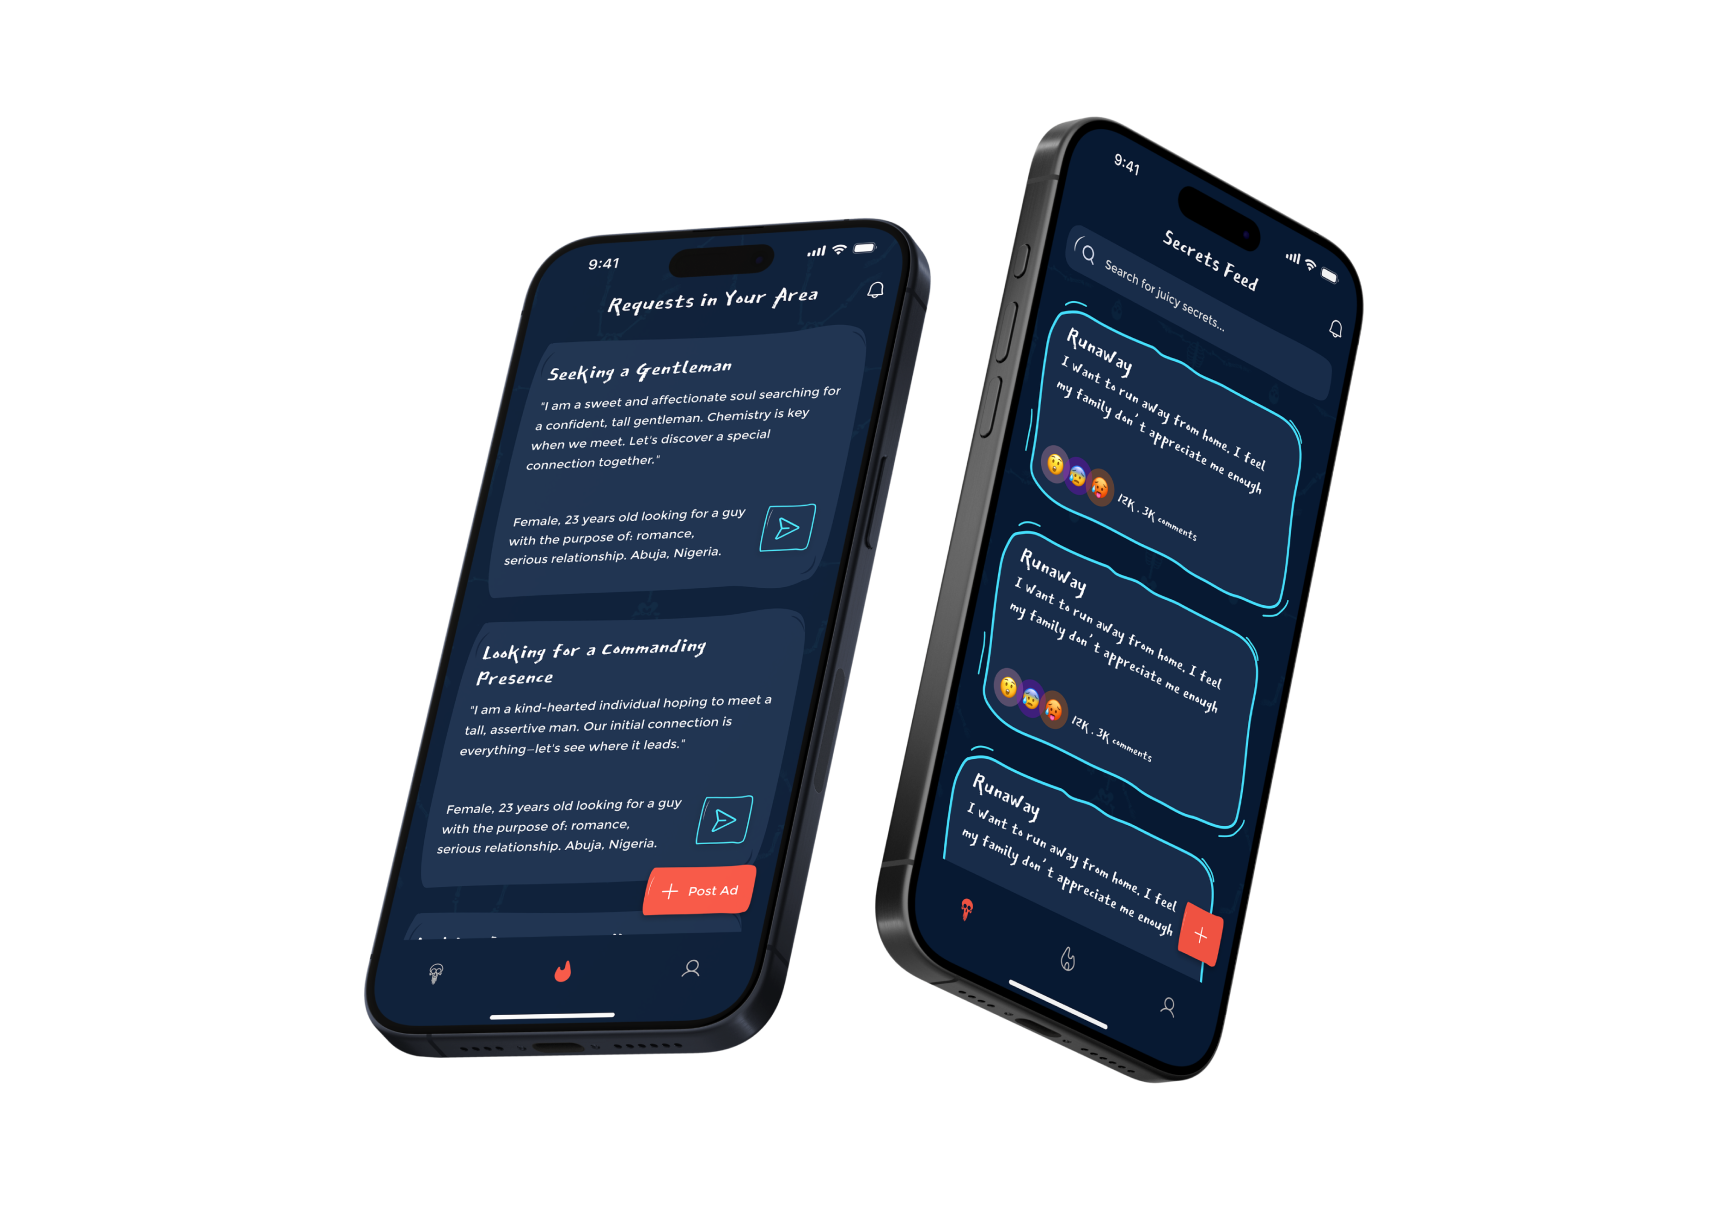 9:41
Requests in Your Area
Seeking a Gentleman
"I am a sweet and affectionate soul searching for
a confident, tall gentleman. Chemistry is key
when we meet. Let's discover a special
connection together."
Female, 23 years old looking for a guy
with the purpose of: romance,
serious relationship. Abuja, Nigeria.
Looking for a Commanding
Presence
"I am a kind-hearted individual hoping to meet a
tall, assertive man. Our initial connection is
everything—let's see where it leads."
Female, 23 years old looking for a guy
with the purpose of: romance,
serious relationship. Abuja, Nigeria.
Post Ad
9:41
Secrets Feed
Search for juicy secrets...
Runaway
I want to run away from home. I feel
my family don't appreciate me enough
12K . 3K comments
Runaway
I want to run away from home. I feel
my family don't appreciate me enough
12K . 3K comments
Runaway
I want to run away from home. I feel
my family don't appreciate me enough